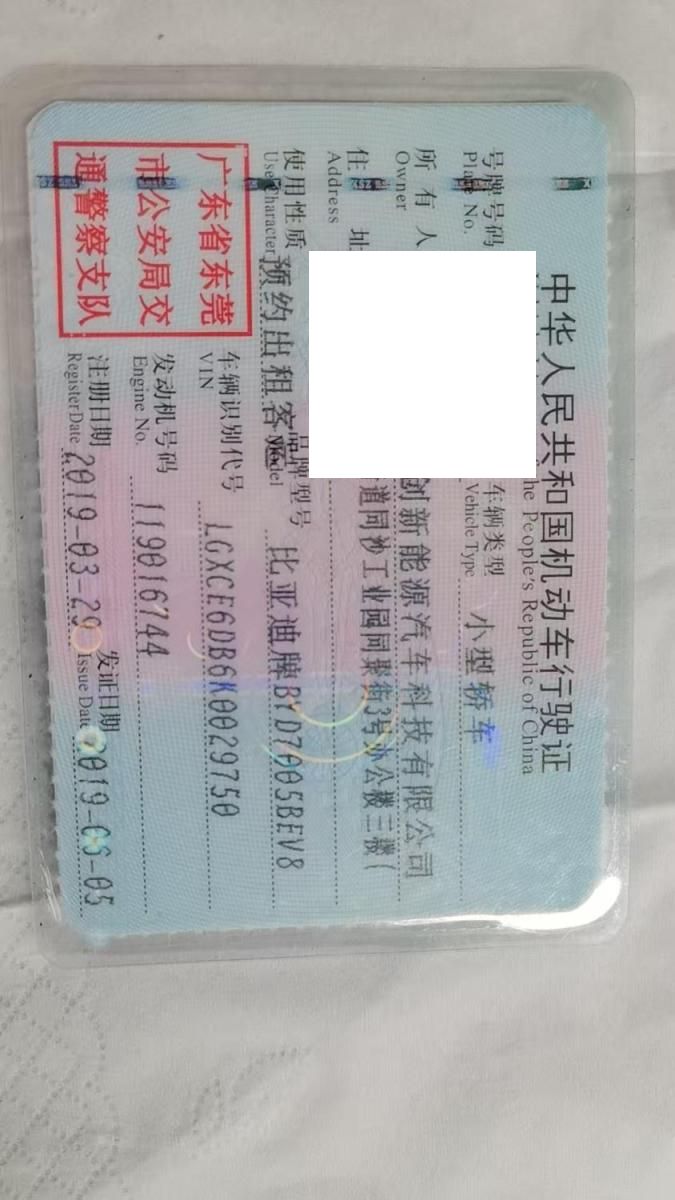 中华人民共和国机动车行驶证
he People's Republic of China
号牌号码 车辆类型 小型轿车
Plate No. Vehicle Type
所有人 创新能源汽车科技有限公司
Owner
住址 道同沙工业园同聚街3号办公楼三楼(
Address
使用性质 预约出租客运 品牌型号 比亚迪牌BYD7005BEV8
Use Character Model
广东省东莞
市公安局交
通警察支队
车辆识别代号 LGXCE6DB6K0029750
VIN
发动机号码 119016744
Engine No.
注册日期 2019-03-29 发证日期 2019-06-05
Register Date Issue Date